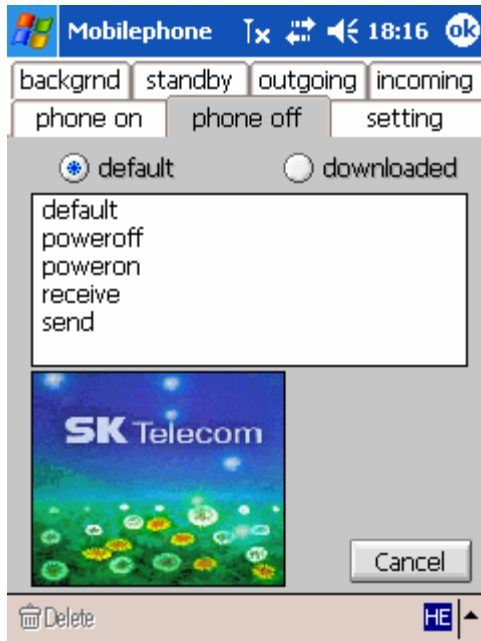 Mobilephone 18:16 ok
backgrnd standby outgoing incoming
phone on phone off setting
default downloaded
default
poweroff
poweron
receive
send
SK Telecom
Cancel
Delete HE